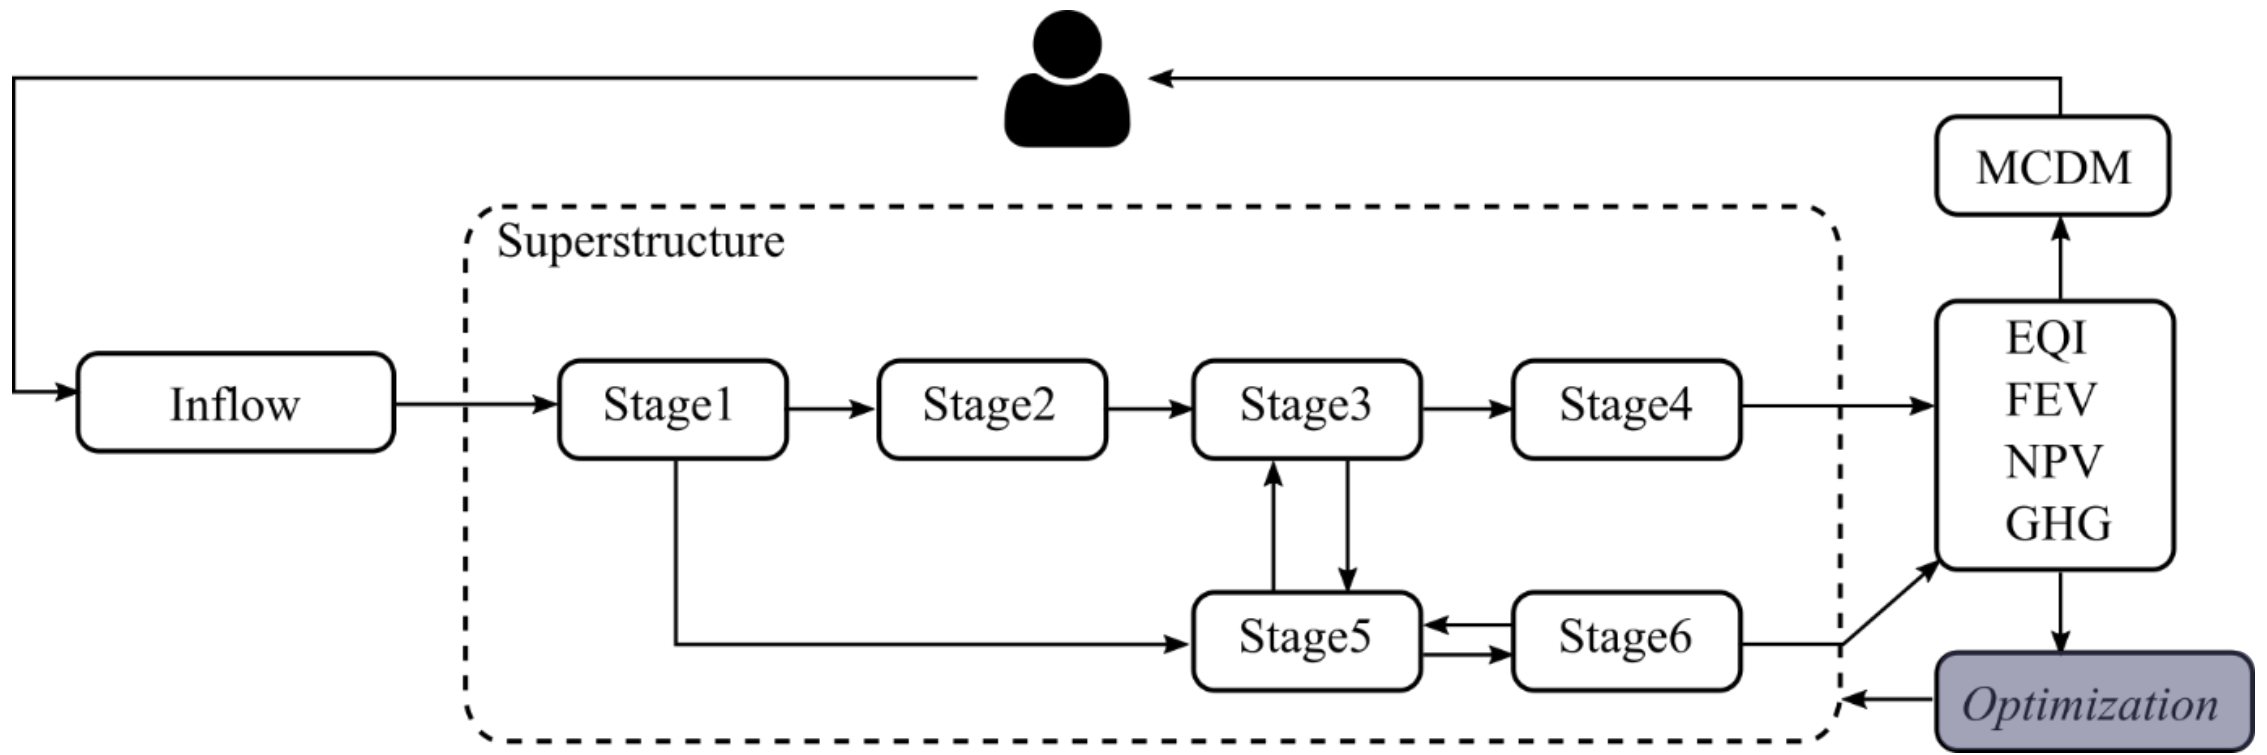 MCDM
Superstructure
Inflow
Stage1
Stage2
Stage3
Stage4
EQI
FEV
NPV
GHG
Stage5
Stage6
Optimization